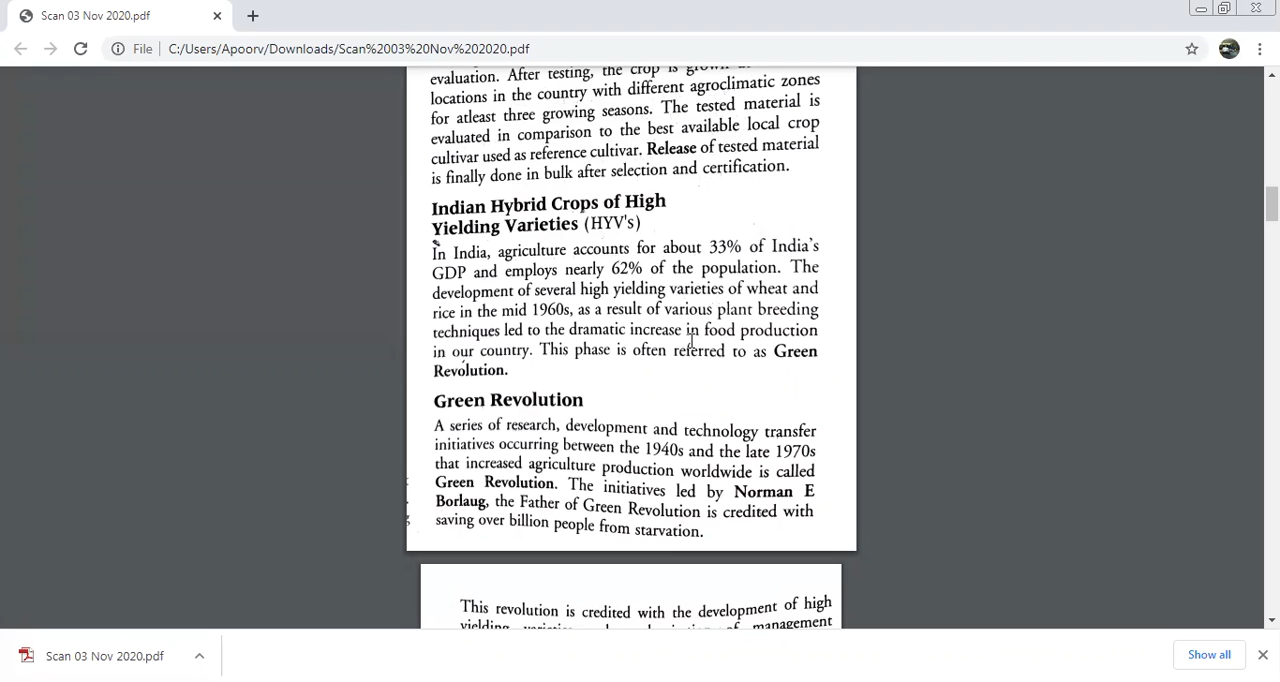 Scan 03 Nov 2020.pdf
File
C:/Users/Apoorv/Downloads/Scan%2003%20Nov%202020.pdf
evaluation. After testing, the crop is grown
locations in the country with different agroclimatic zones
for atleast three growing seasons. The tested material is
evaluated in comparison to the best available local crop
cultivar used as reference cultivar. Release of tested material
is finally done in bulk after selection and certification.
Indian Hybrid Crops of High
Yielding Varieties (HYV's)
In India, agriculture accounts for about 33% of India's
GDP and employs nearly 62% of the population. The
development of several high yielding varieties of wheat and
rice in the mid 1960s, as a result of various plant breeding
techniques led to the dramatic increase in food production
in our country. This phase is often referred to as Green
Revolution.
Green Revolution
A series of research, development and technology transfer
initiatives occurring between the 1940s and the late 1970s
that increased agriculture production worldwide is called
Green Revolution. The initiatives led by Norman E
Borlaug, the Father of Green Revolution is credited with
saving over billion people from starvation.
This revolution is credited with the development of high
of management
Scan 03 Nov 2020.pdf
Show all